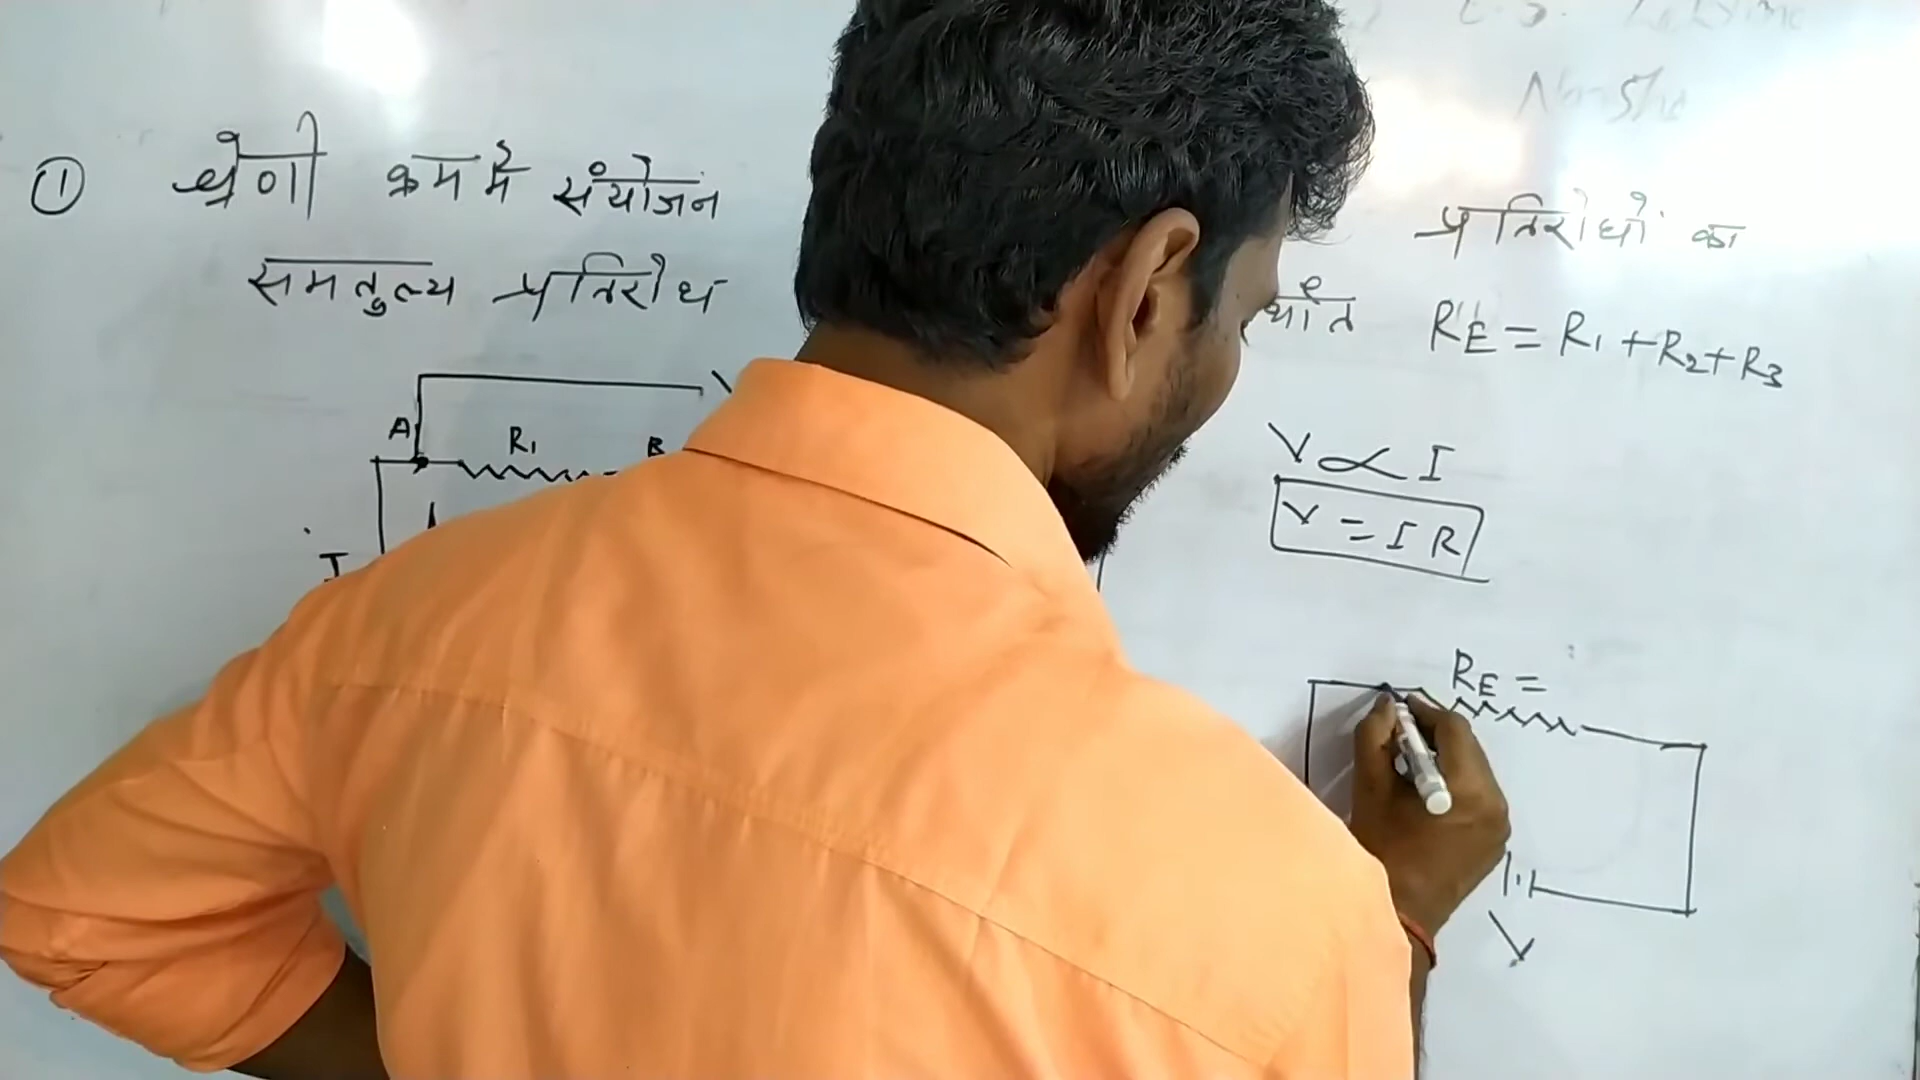 ① श्रेणी क्रम में संयोजन
प्रतिरोधों का
समतुल्य प्रतिरोध
RE = R1 + R2 + R3
V ∝ I
V = IR
A R1 B
I
RE =
V